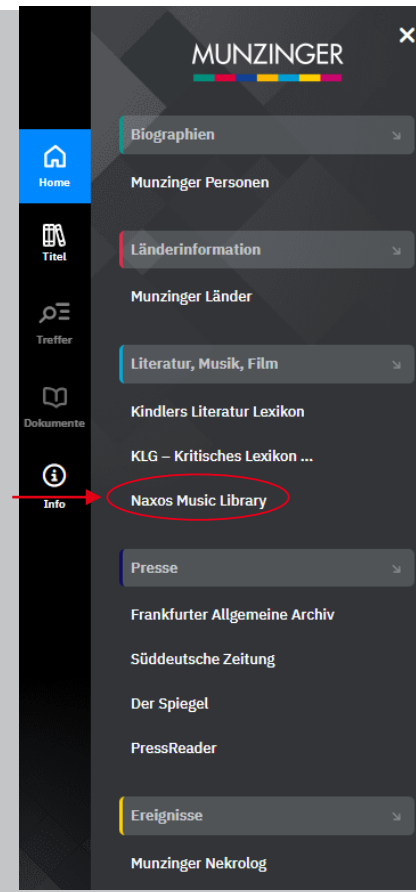 MUNZINGER
Home
Titel
Treffer
Dokumente
Info
Biographien
Munzinger Personen
Länderinformation
Munzinger Länder
Literatur, Musik, Film
Kindlers Literatur Lexikon
KLG – Kritisches Lexikon ...
Naxos Music Library
Presse
Frankfurter Allgemeine Archiv
Süddeutsche Zeitung
Der Spiegel
PressReader
Ereignisse
Munzinger Nekrolog